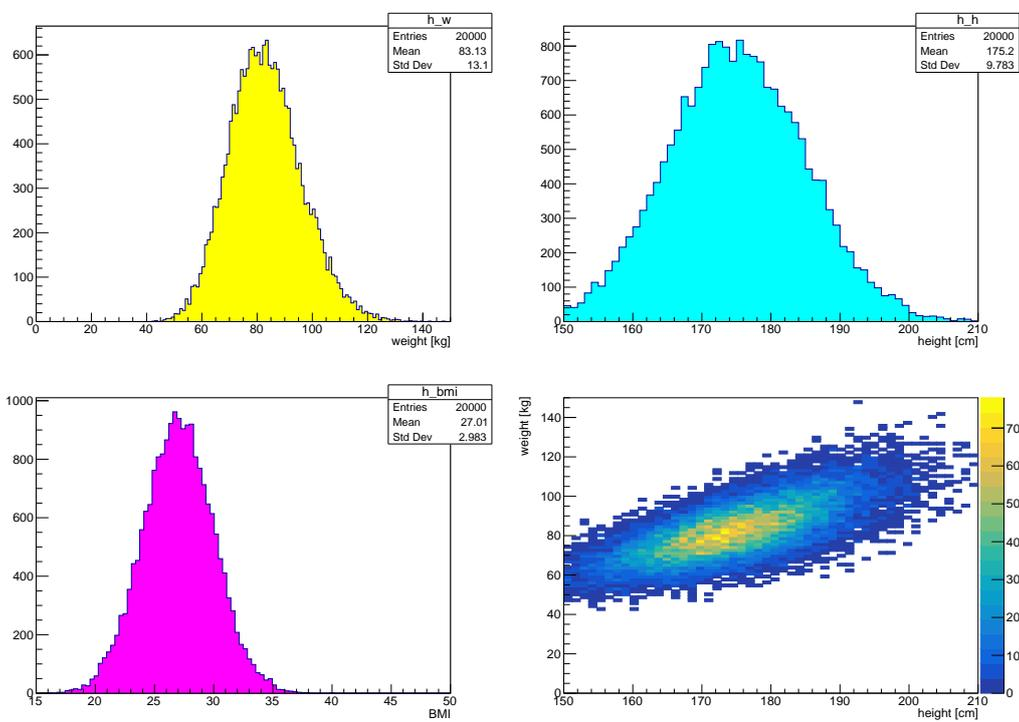 h_w
Entries 20000
Mean 83.13
Std Dev 13.1
600
500
400
300
200
100
0
0 20 40 60 80 100 120 140
weight [kg]
h_h
Entries 20000
Mean 175.2
Std Dev 9.783
800
700
600
500
400
300
200
100
0
150 160 170 180 190 200 210
height [cm]
h_bmi
Entries 20000
Mean 27.01
Std Dev 2.983
1000
800
600
400
200
0
15 20 25 30 35 40 45 50
BMI
weight [kg]
140
120
100
80
60
40
20
0
150 160 170 180 190 200 210
height [cm]
70
60
50
40
30
20
10
0